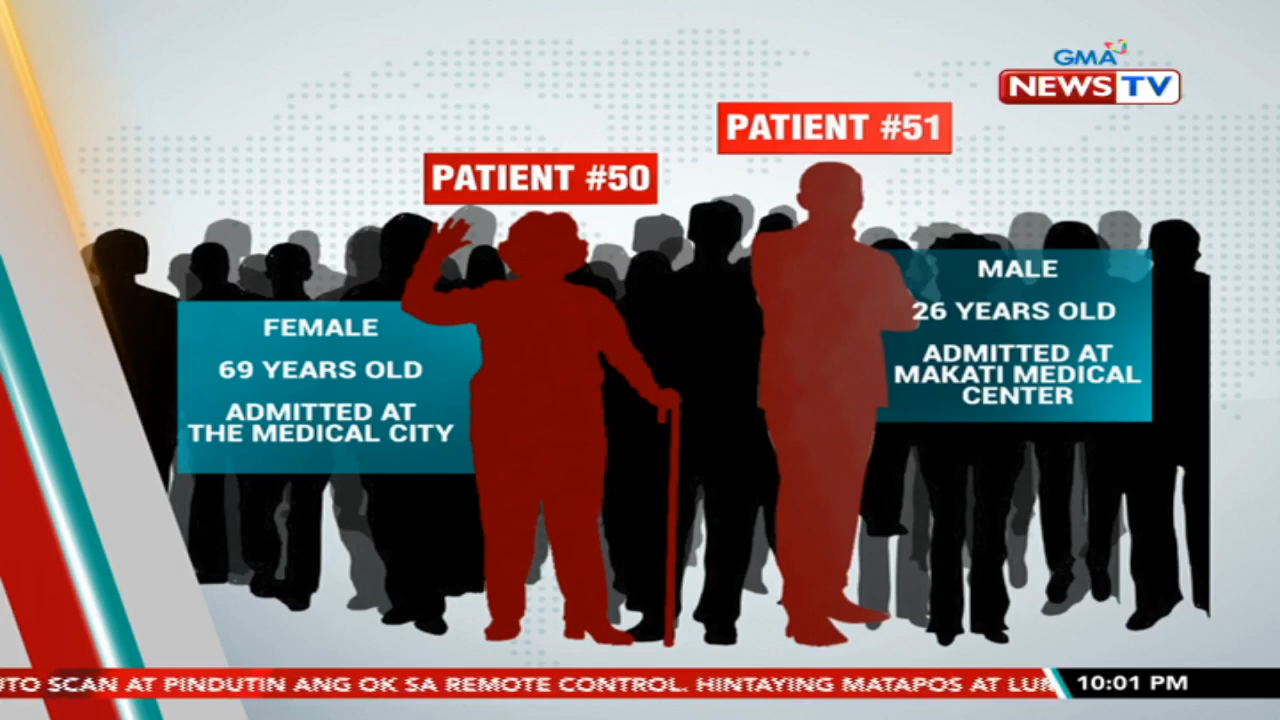 GMA
NEWS TV
PATIENT #51
PATIENT #50
FEMALE
69 YEARS OLD
ADMITTED AT
THE MEDICAL CITY
MALE
26 YEARS OLD
ADMITTED AT
MAKATI MEDICAL
CENTER
SCAN AT PINDUTIN ANG OK SA REMOTE CONTROL. HINTAYING MATAPOS AT
10:01 PM